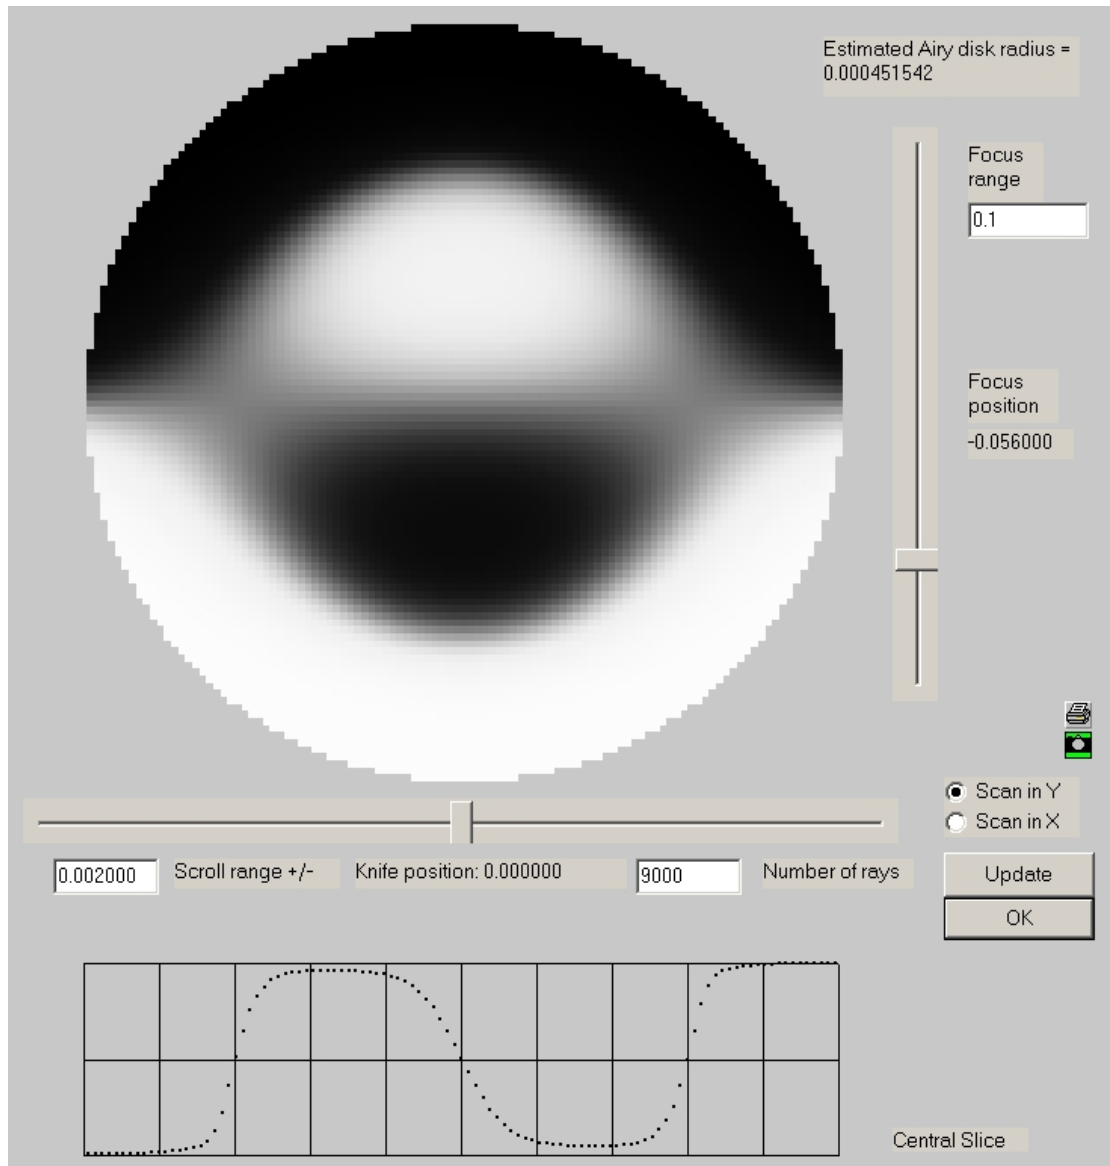 Estimated Airy disk radius =
0.000451542
Focus
range
0.1
Focus
position
-0.056000
Scan in Y
Scan in X
0.002000 Scroll range +/- Knife position: 0.000000 9000 Number of rays
Update
OK
Central Slice